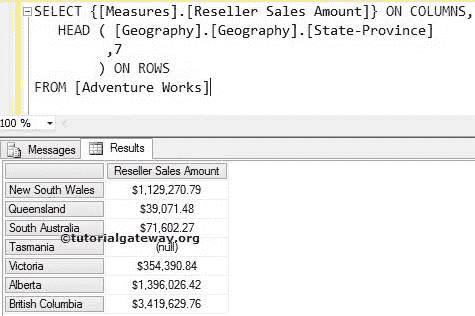 SELECT {[Measures].[Reseller Sales Amount]} ON COLUMNS,
HEAD ( [Geography].[Geography].[State-Province]
,7
) ON ROWS
FROM [Adventure Works]
100 %
Messages Results
Reseller Sales Amount
New South Wales $1,129,270.79
Queensland $39,071.48
South Australia $71,602.27
©tutorialgateway.org
Tasmania (null)
Victoria $354,390.84
Alberta $1,396,026.42
British Columbia $3,419,629.76